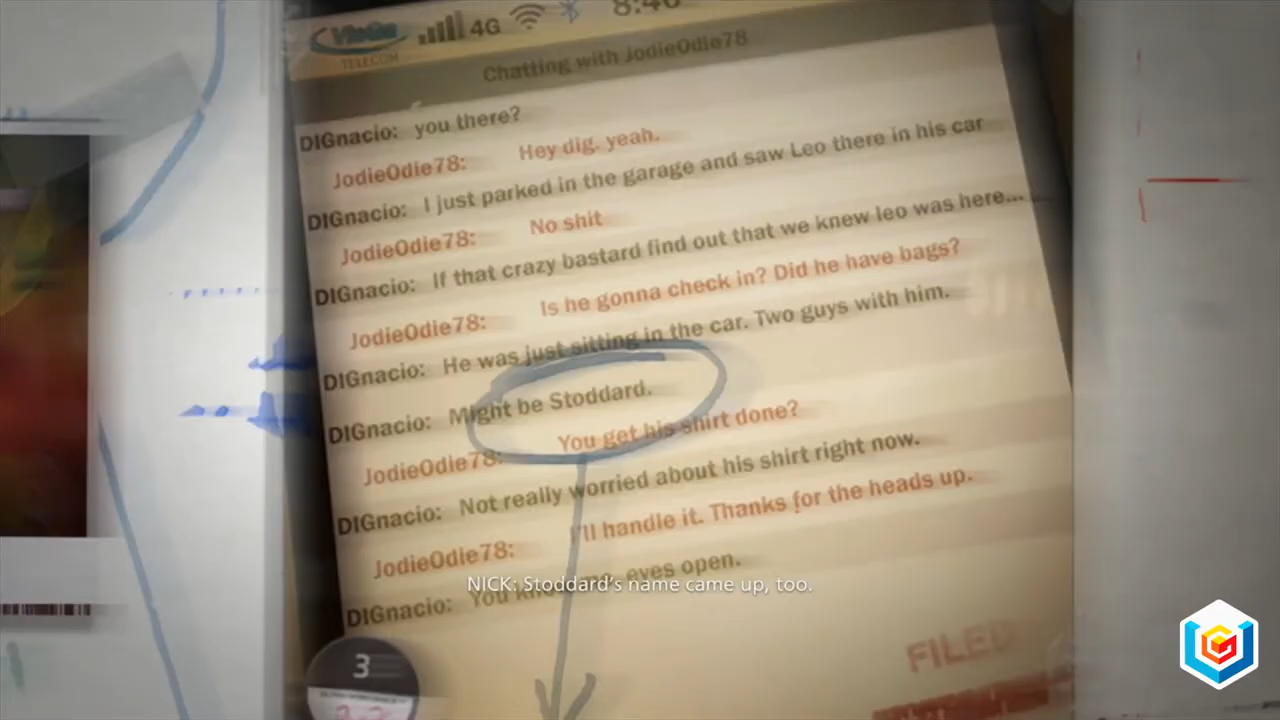 4G 8:40
TELECOM
Chatting with JodieOdie78
DIGnacio: you there?
JodieOdie78: Hey dig. yeah.
DIGnacio: I just parked in the garage and saw Leo there in his car
JodieOdie78: No shit
DIGnacio: If that crazy bastard find out that we knew leo was here...
JodieOdie78: Is he gonna check in? Did he have bags?
DIGnacio: He was just sitting in the car. Two guys with him.
DIGnacio: Might be Stoddard.
JodieOdie78: You get his shirt done?
DIGnacio: Not really worried about his shirt right now.
JodieOdie78: I'll handle it. Thanks for the heads up.
DIGnacio: You eyes open.
NICK: Stoddard's name came up, too.
3
FILED